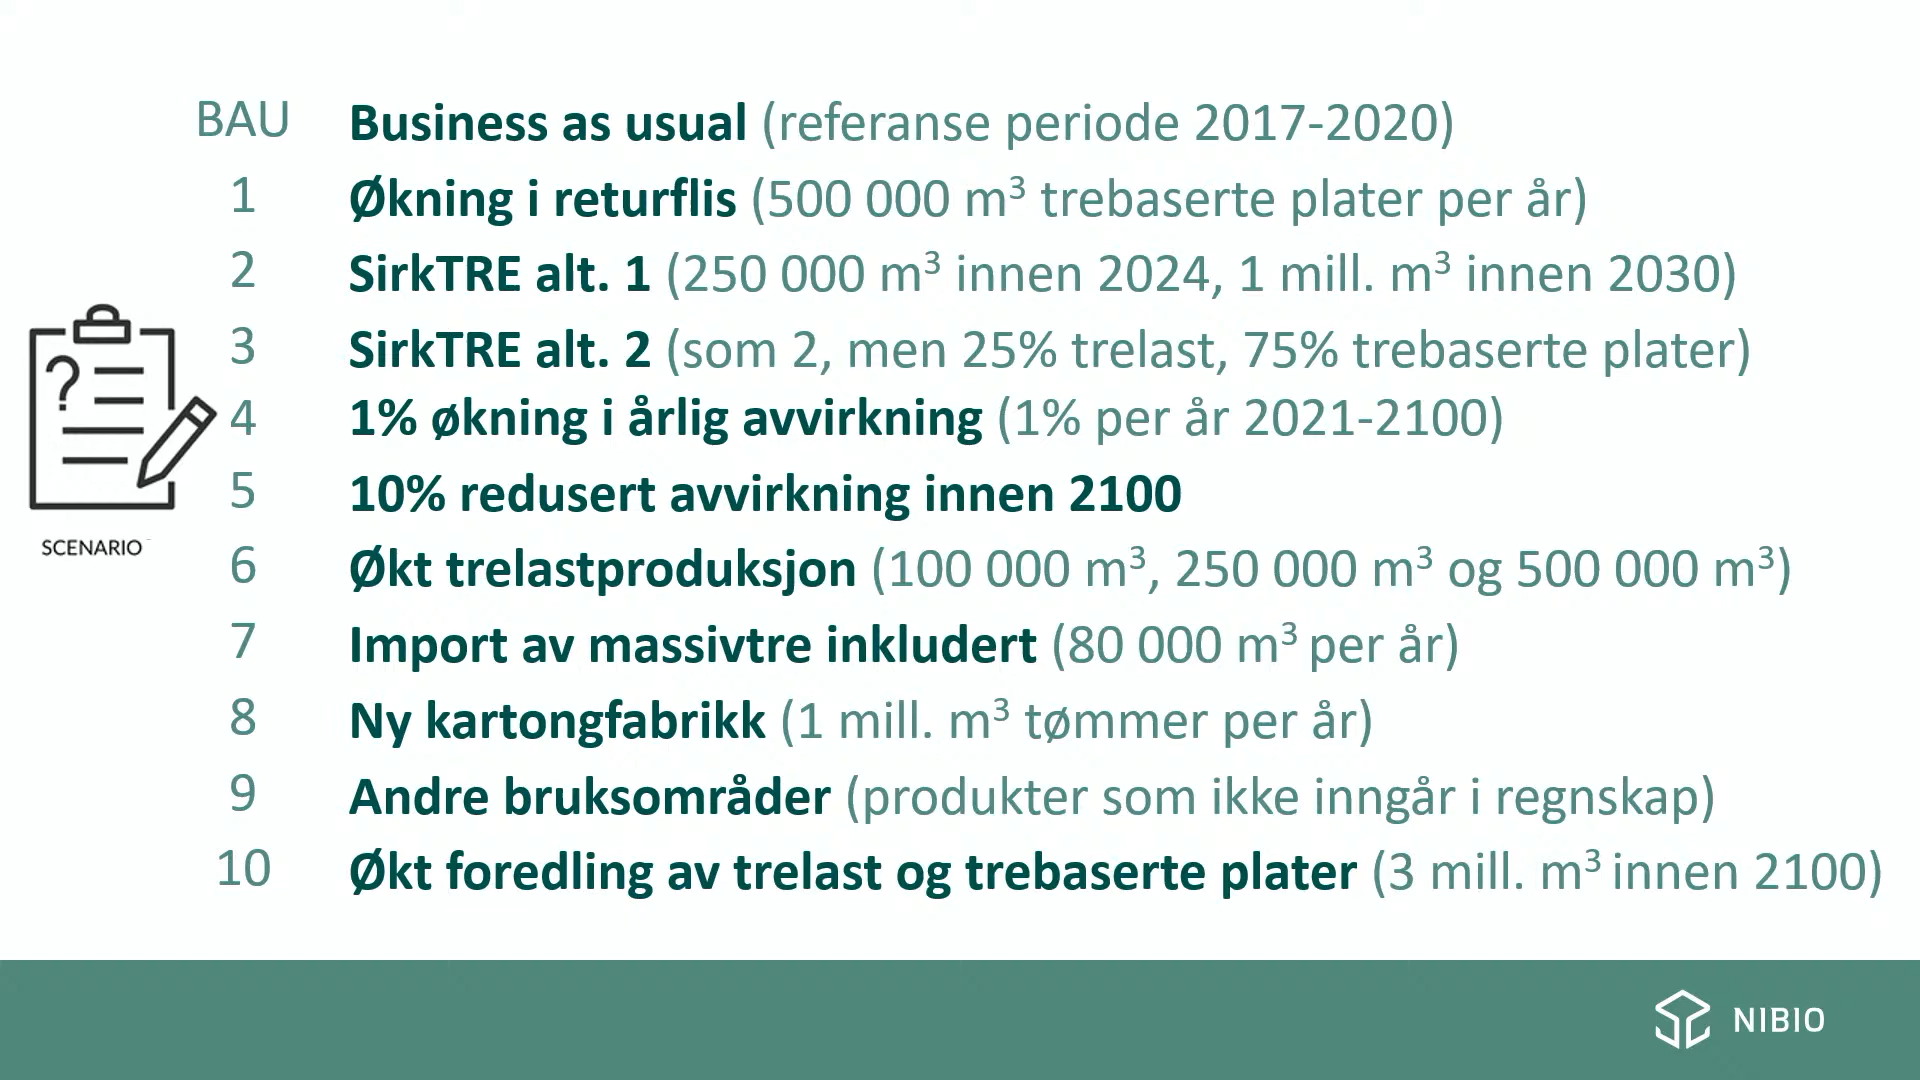 BAU Business as usual (referanse periode 2017-2020)
1 Økning i returflis (500 000 m³ trebaserte plater per år)
2 SirkTRE alt. 1 (250 000 m³ innen 2024, 1 mill. m³ innen 2030)
3 SirkTRE alt. 2 (som 2, men 25% trelast, 75% trebaserte plater)
4 1% økning i årlig avvirkning (1% per år 2021-2100)
5 10% redusert avvirkning innen 2100
SCENARIO
6 Økt trelastproduksjon (100 000 m³, 250 000 m³ og 500 000 m³)
7 Import av massivtre inkludert (80 000 m³ per år)
8 Ny kartongfabrikk (1 mill. m³ tømmer per år)
9 Andre bruksområder (produkter som ikke inngår i regnskap)
10 Økt foredling av trelast og trebaserte plater (3 mill. m³ innen 2100)
NIBIO